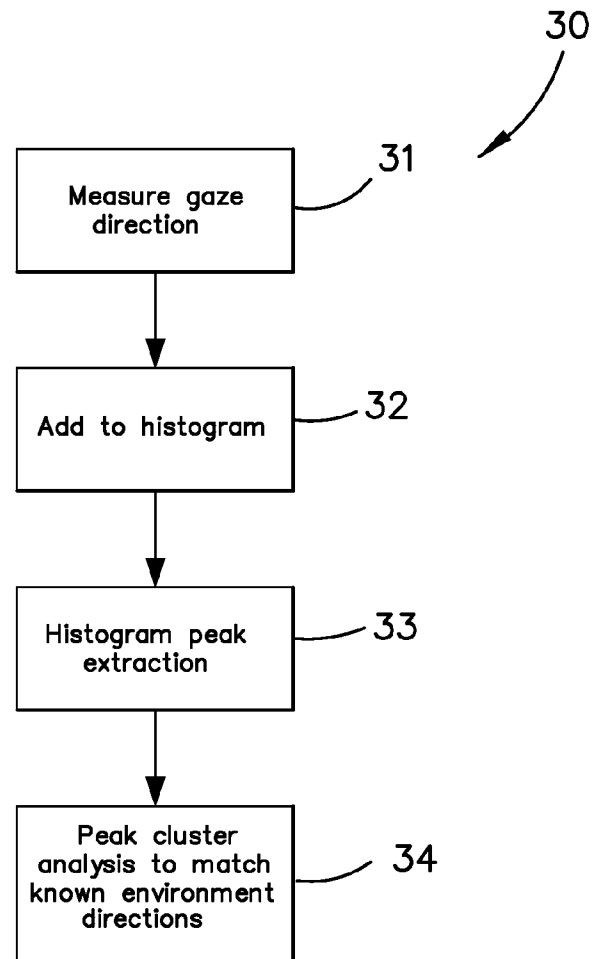 30
31
Measure gaze
direction
32
Add to histogram
33
Histogram peak
extraction
34
Peak cluster
analysis to match
known environment
directions